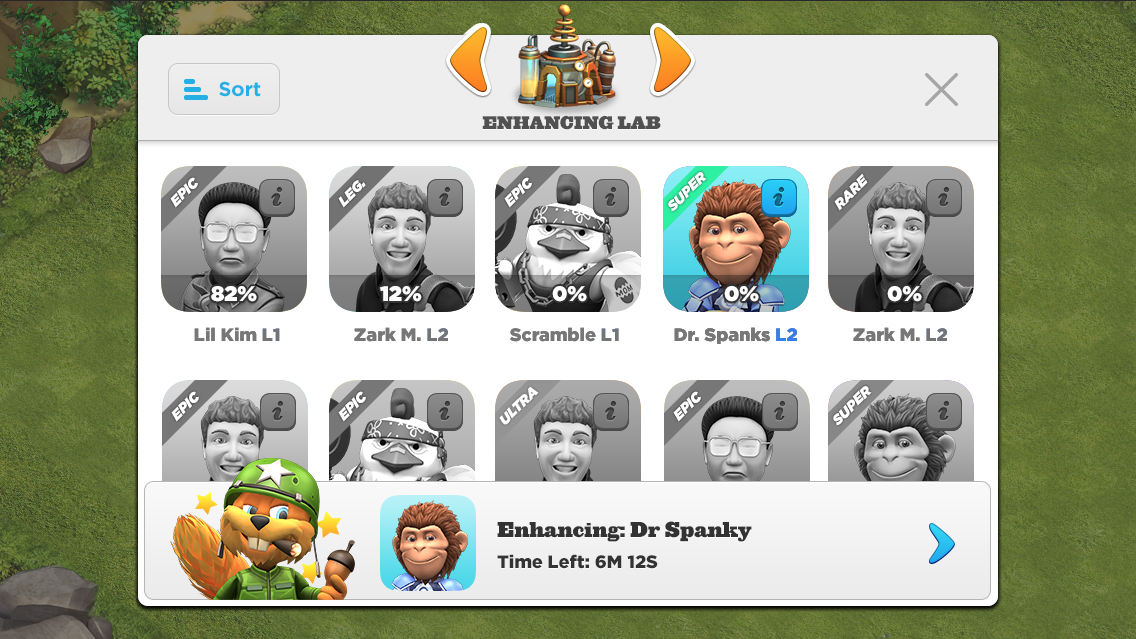 Sort
ENHANCING LAB
EPIC
82%
Lil Kim L1
LEG.
12%
Zark M. L2
EPIC
MOM
0%
Scramble L1
SUPER
0%
Dr. Spanks L2
RARE
0%
Zark M. L2
EPIC
EPIC
ULTRA
EPIC
SUPER
Enhancing: Dr Spanky
Time Left: 6M 12S